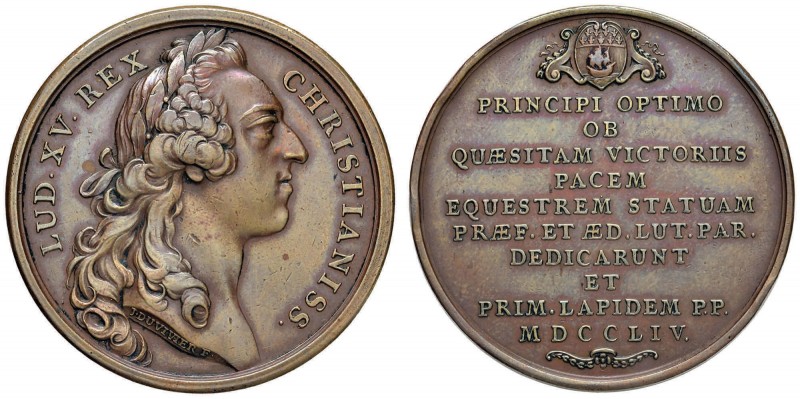 LUD. XV. REX CHRISTIANISS.
J. DUVIVIER. F.
PRINCIPI OPTIMO
OB
QUÆSITAM VICTORIIS
PACEM
EQUESTREM STATUAM
PRÆF. ET ÆD. LUT. PAR.
DEDICARUNT
ET
PRIM. LAPIDEM P.P.
MDCCLIV.